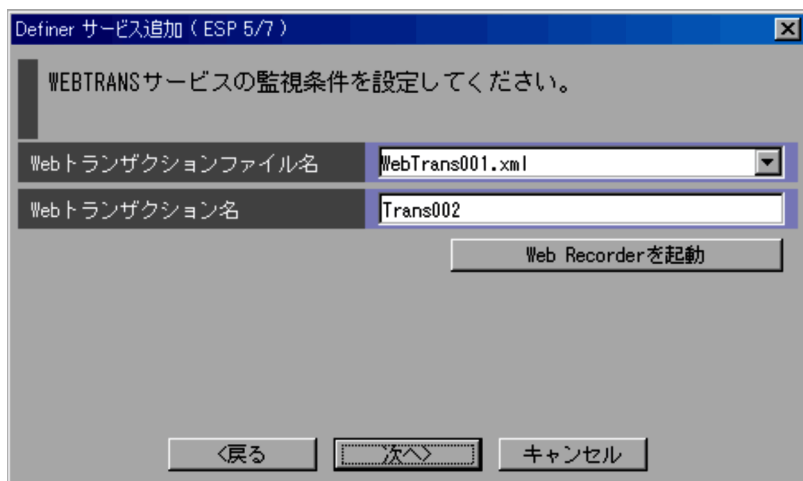 Definer サービス追加(ESP 5/7)
WEBTRANSサービスの監視条件を設定してください。
Webトランザクションファイル名
WebTrans001.xml
Webトランザクション名
Trans002
Web Recorderを起動
<戻る
次へ>
キャンセル